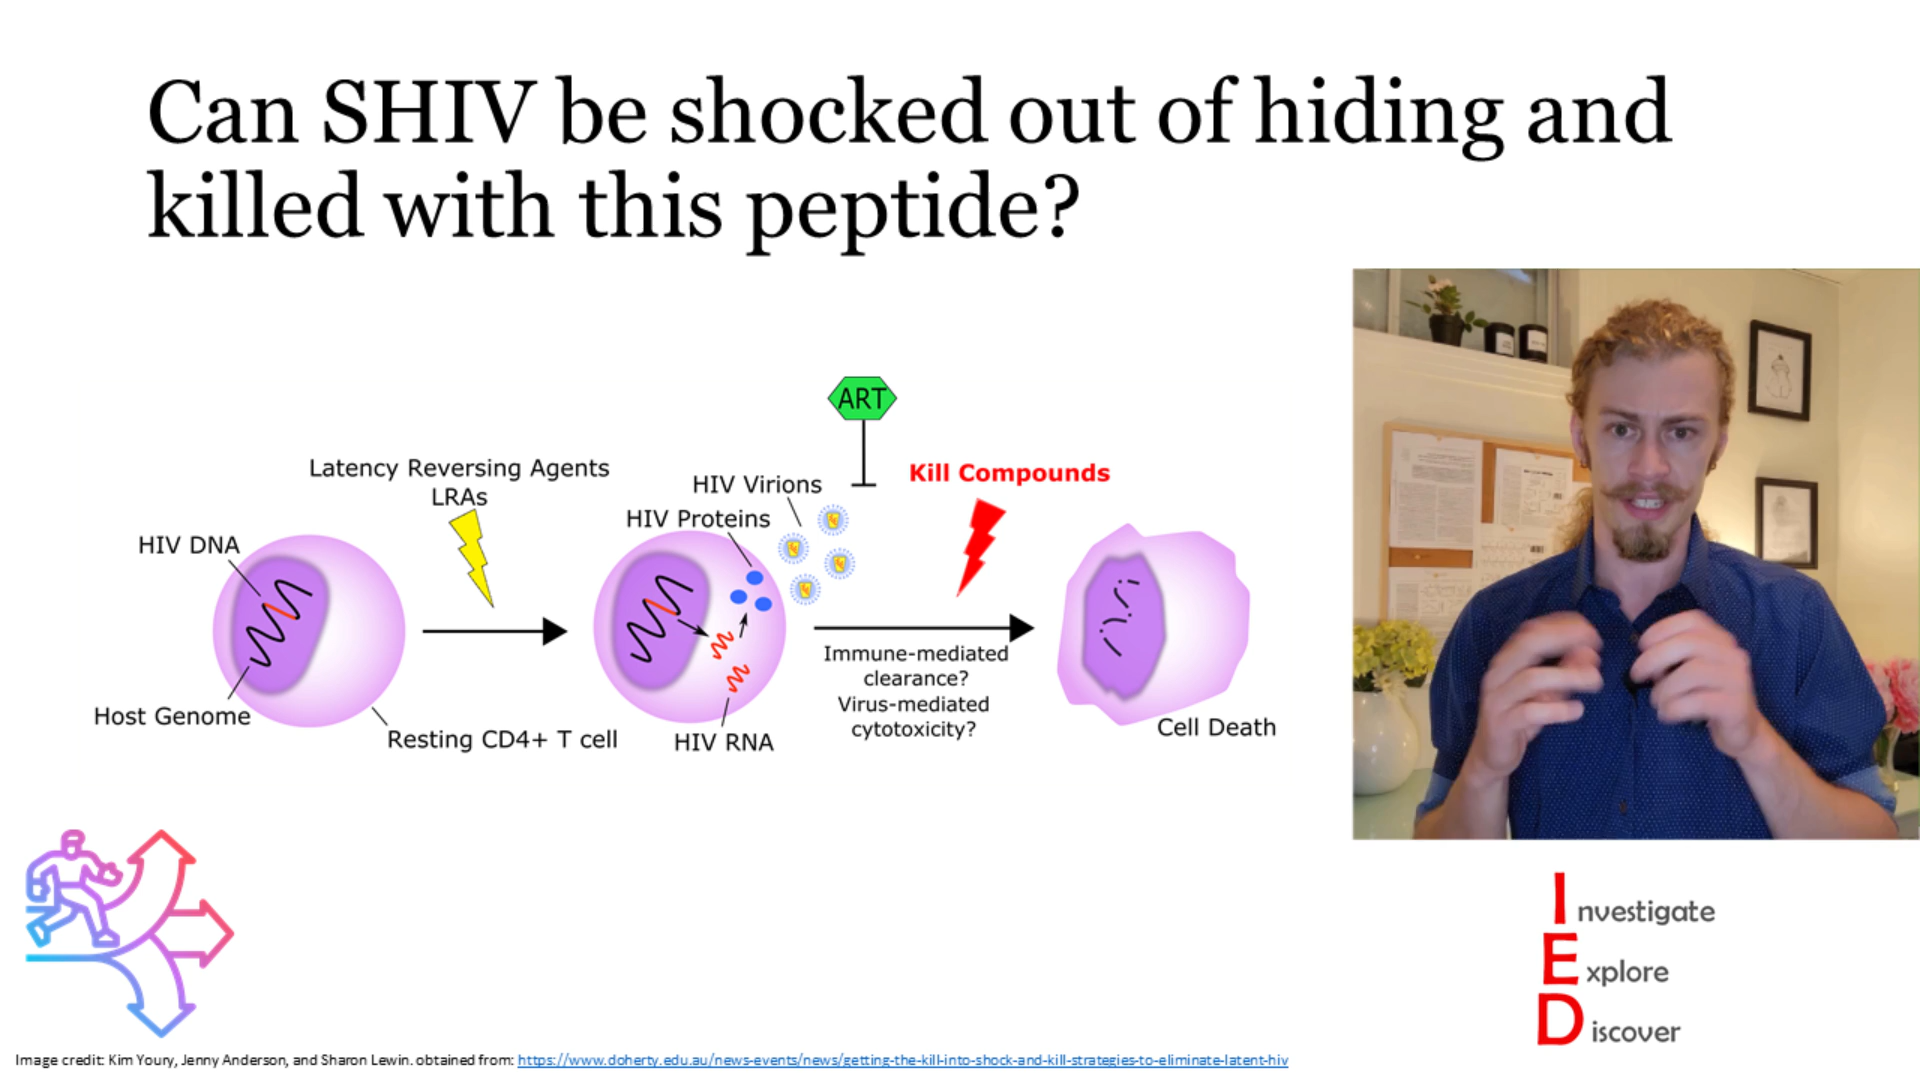 Can SHIV be shocked out of hiding and
killed with this peptide?
ART
Latency Reversing Agents
LRAs
HIV Virions
Kill Compounds
HIV Proteins
HIV DNA
Immune-mediated
clearance?
Virus-mediated
cytotoxicity?
Host Genome
Resting CD4+ T cell
HIV RNA
Cell Death
Investigate
Explore
Discover
Image credit: Kim Youry, Jenny Anderson, and Sharon Lewin. obtained from: https://www.doherty.edu.au/news-events/news/getting-the-kill-into-shock-and-kill-strategies-to-eliminate-latent-hiv